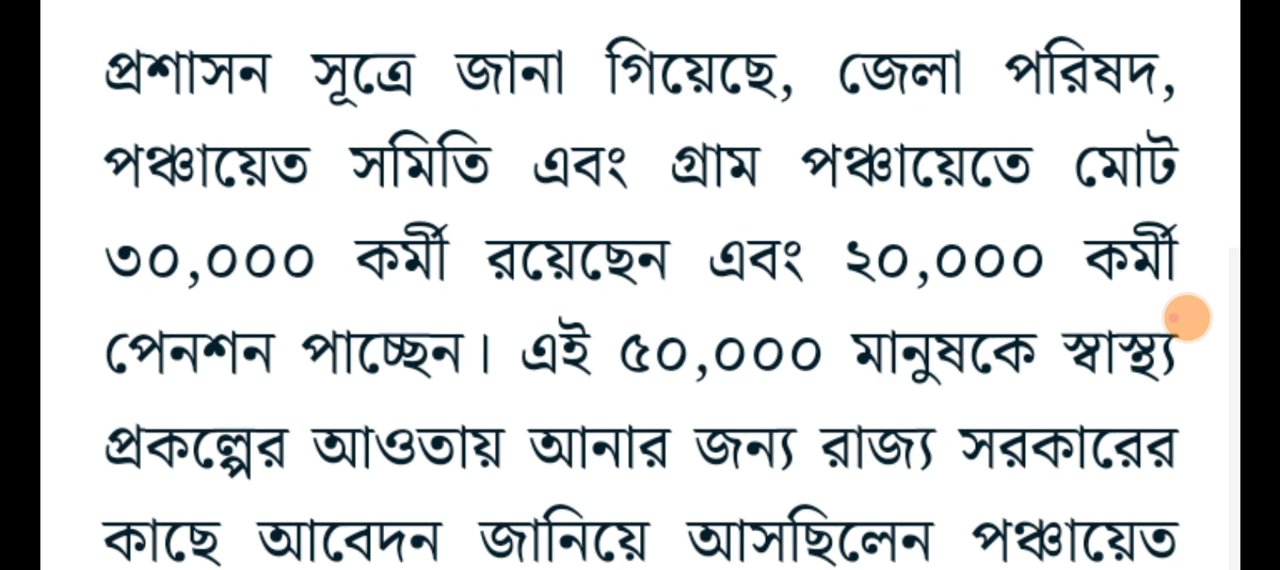 প্রশাসন সূত্রে জানা গিয়েছে, জেলা পরিষদ,
পঞ্চায়েত সমিতি এবং গ্রাম পঞ্চায়েতে মোট
৩০,০০০ কর্মী রয়েছেন এবং ২০,০০০ কর্মী
পেনশন পাচ্ছেন। এই ৫০,০০০ মানুষকে স্বাস্থ্য
প্রকল্পের আওতায় আনার জন্য রাজ্য সরকারের
কাছে আবেদন জানিয়ে আসছিলেন পঞ্চায়েত